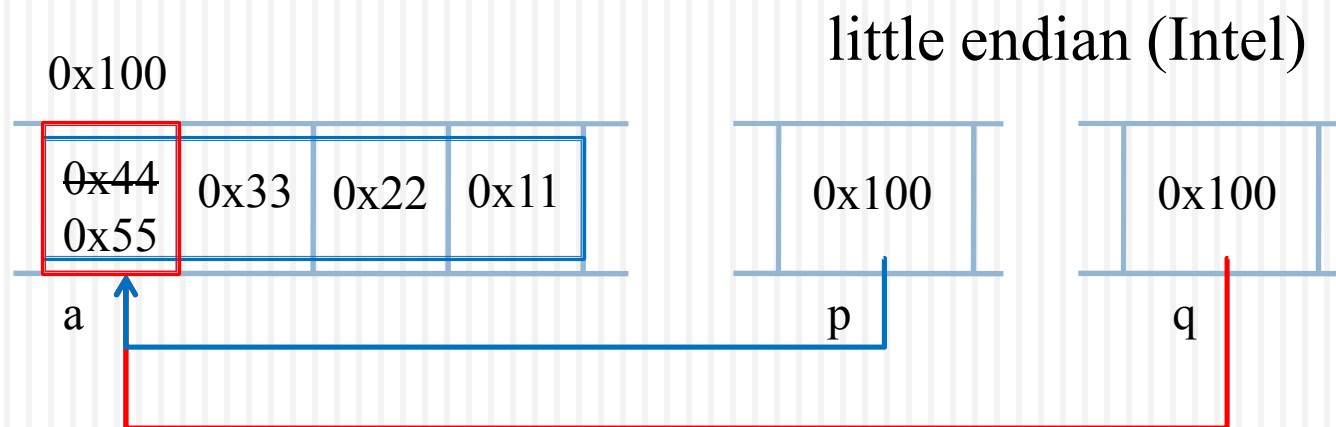 little endian (Intel)
0x100
0x44 0x33 0x22 0x11 0x100 0x100
0x55
a p q